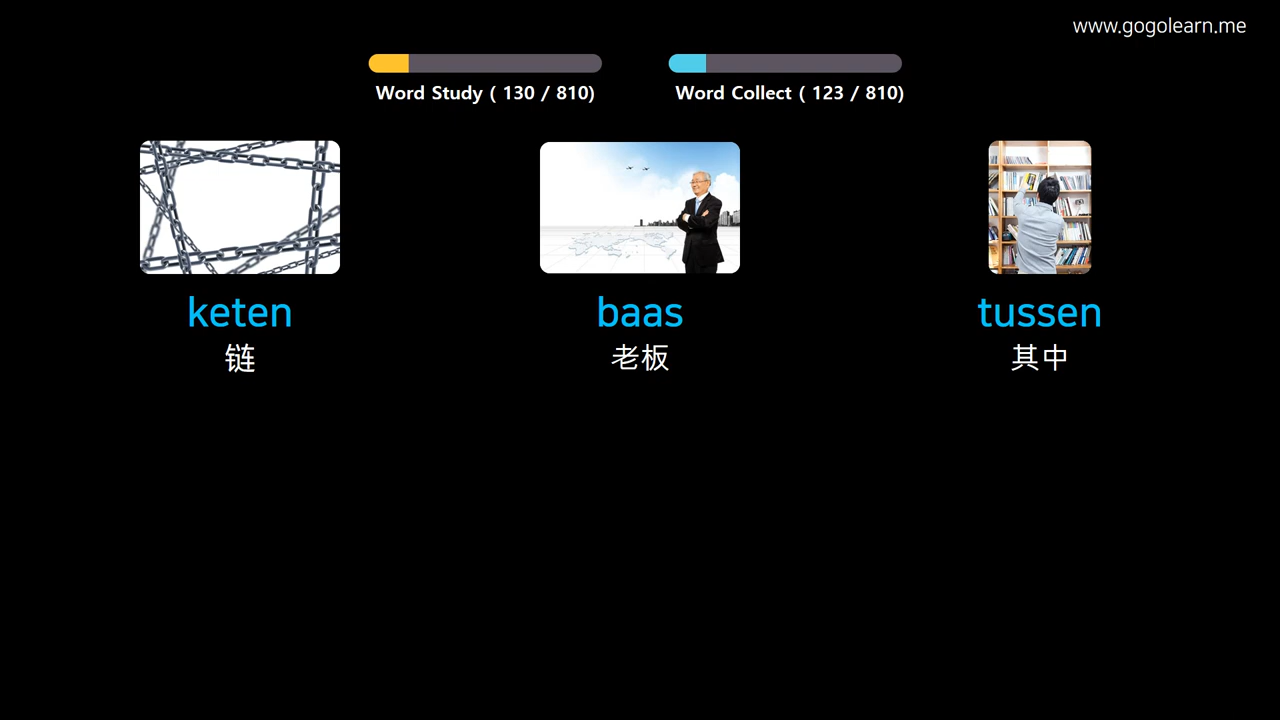 www.gogolearn.me
Word Study ( 130 / 810)
Word Collect ( 123 / 810)
keten
baas
tussen
链
老板
其中